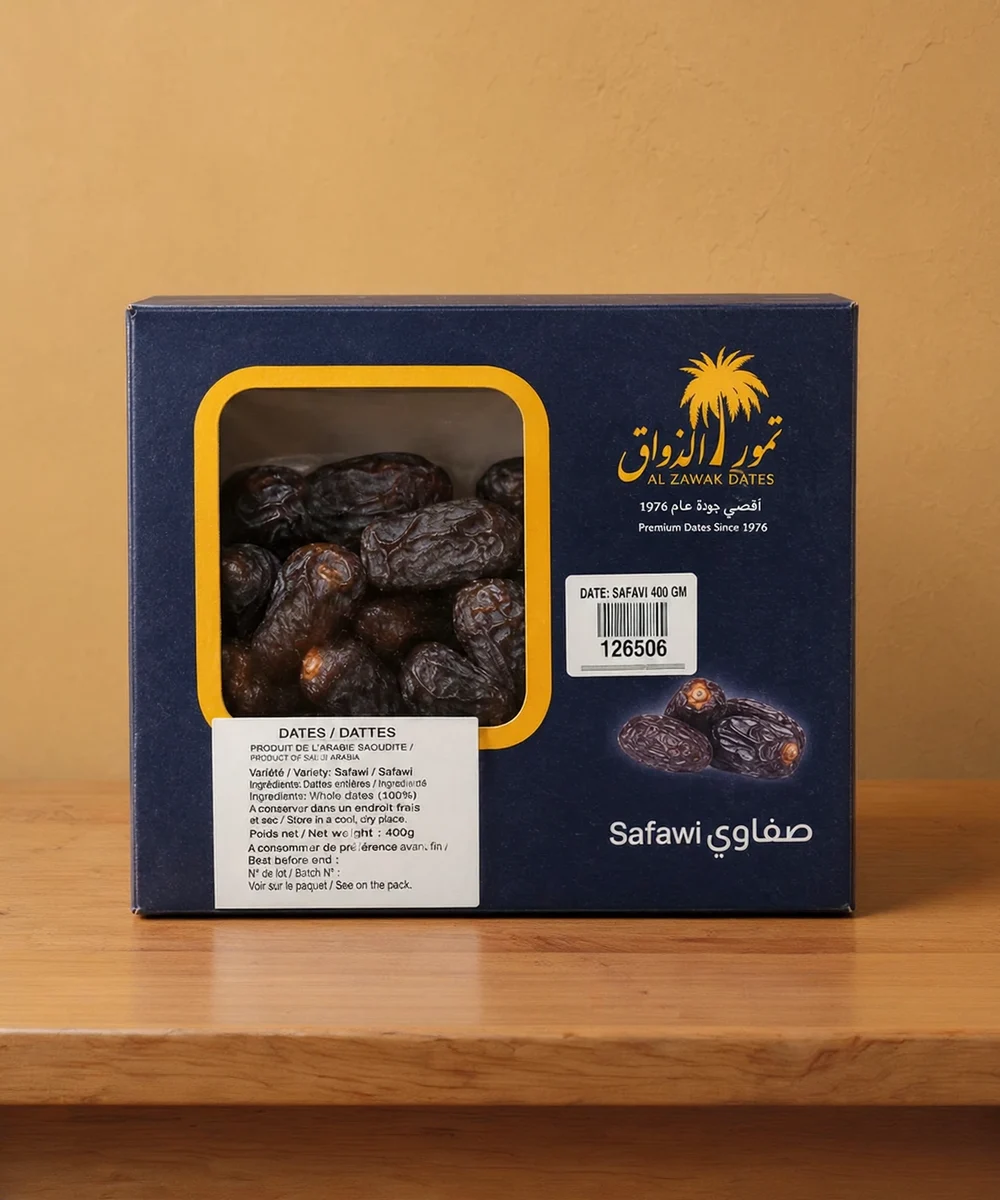 تمور الذواق
AL ZAWAK DATES
أقصي جودة عام 1976
Premium Dates Since 1976
DATE: SAFAVI 400 GM
126506
DATES / DATTES
PRODUIT DE L'ARABIE SAOUDITE /
PRODUCT OF SAUDI ARABIA
Variété / Variety: Safawi / Safawi
Ingrédients: Dattes entières /
Ingredients: Whole dates (100%)
A conserver dans un endroit frais
et sec / Store in a cool, dry place.
Poids net / Net weight : 400g
A consommer de préférence avant fin /
Best before end :
N° de lot / Batch N° :
Voir sur le paquet / See on the pack.
Safawi صفاوي